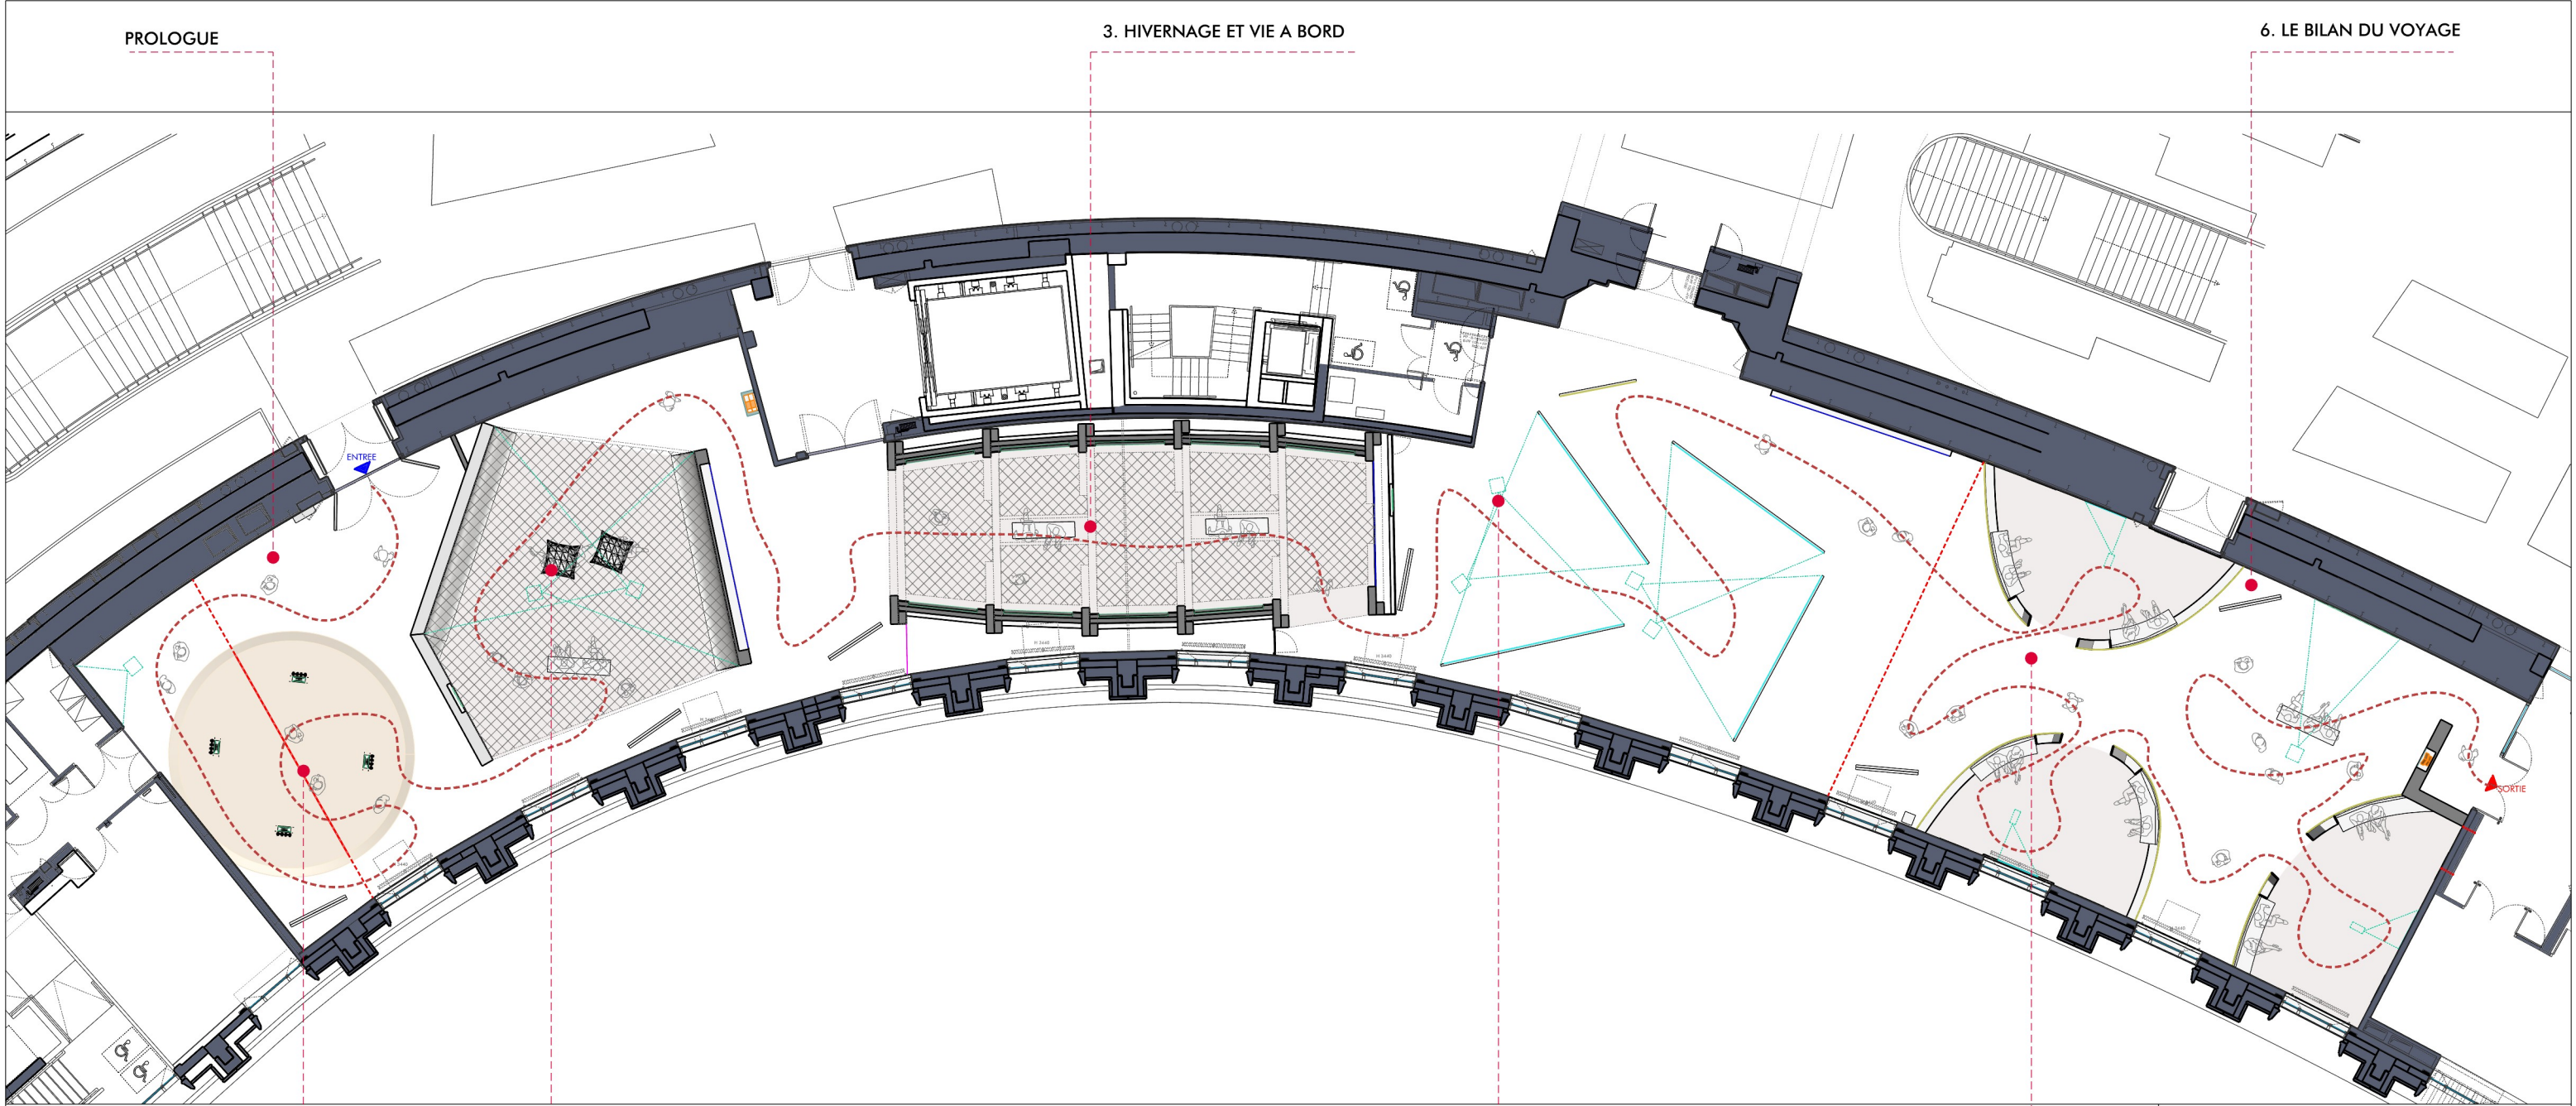 PROLOGUE
3. HIVERNAGE ET VIE A BORD
6. LE BILAN DU VOYAGE
ENTREE
SORTIE